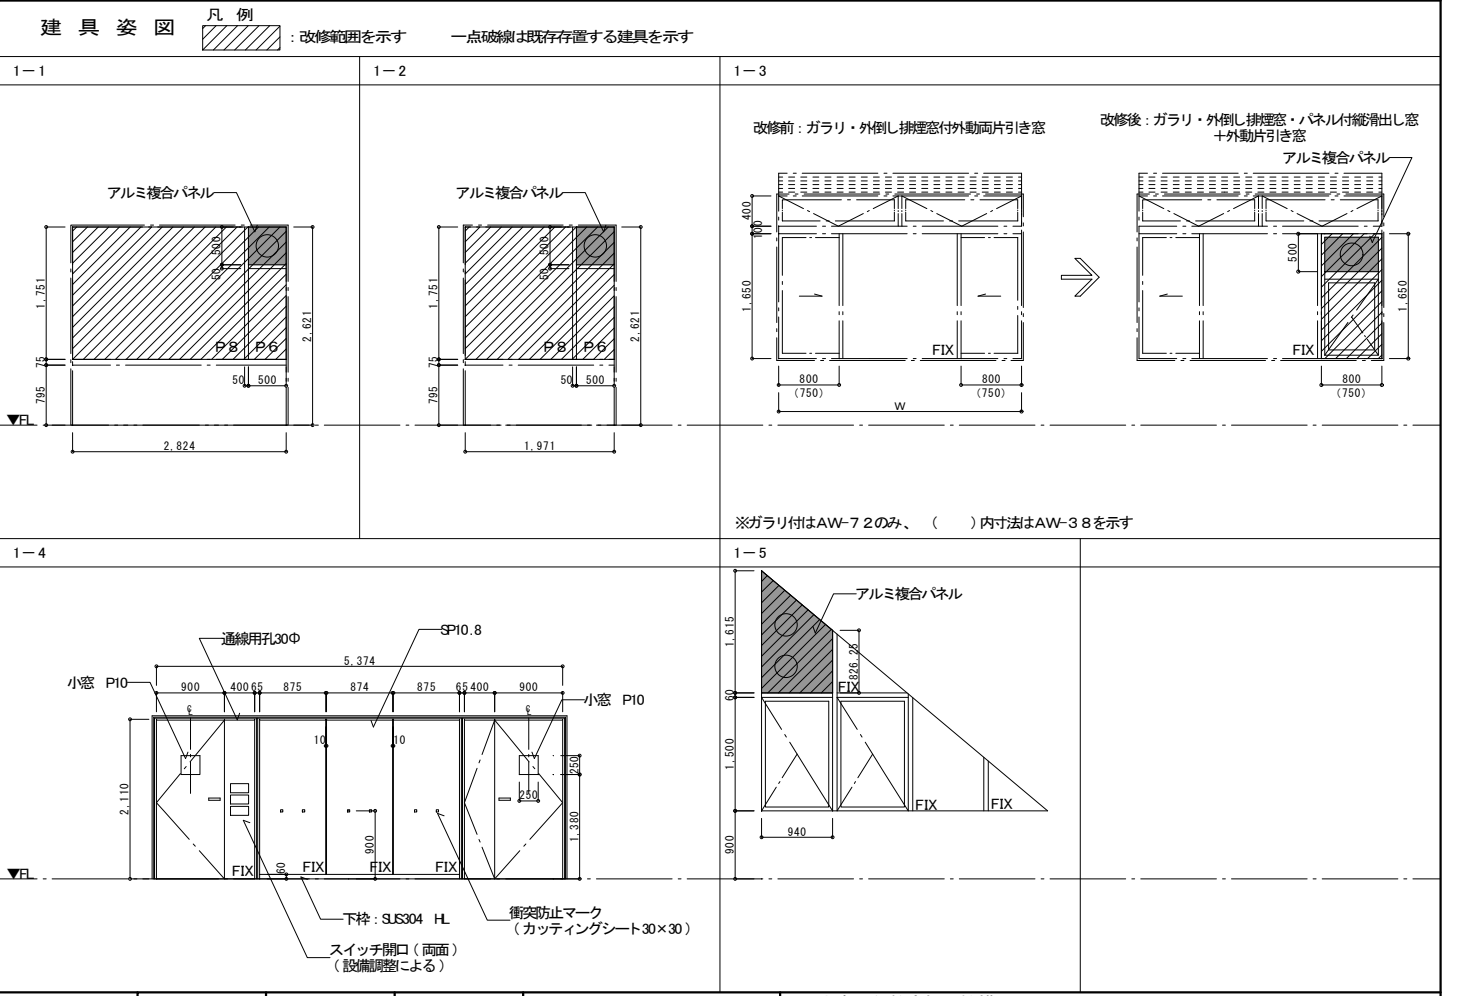 建具姿図
凡 例
：改修範囲を示す　　一点破線は既存存置する建具を示す
1－1
1－2
1－3
アルミ複合パネル
500
50
1,751
75
795
2,621
P8
P6
50
500
2,824
▼FL
アルミ複合パネル
500
50
1,751
75
795
2,621
P8
P6
50
500
1,971
改修前：ガラリ・外倒し排煙窓付外動両片引き窓
400
100
1,650
FIX
800
(750)
800
(750)
W
改修後：ガラリ・外倒し排煙窓・パネル付縦滑出し窓
＋外動片引き窓
アルミ複合パネル
500
1,650
FIX
800
(750)
※ガラリ付はAW-７２のみ、（　　）内寸法はAW-３８を示す
1－4
1－5
通線用孔30Φ
SP10.8
5,374
小窓　P10
900
400
65
875
874
875
65
400
900
小窓　P10
℄
℄
10
10
250
250
2,110
1,380
900
60
FIX
FIX
FIX
FIX
▼FL
下枠：SUS304　HL
衝突防止マーク
（カッティングシート30×30）
スイッチ開口（両面）
（設備調整による）
アルミ複合パネル
1,615
826.25
60
FIX
1,500
FIX
FIX
940
900